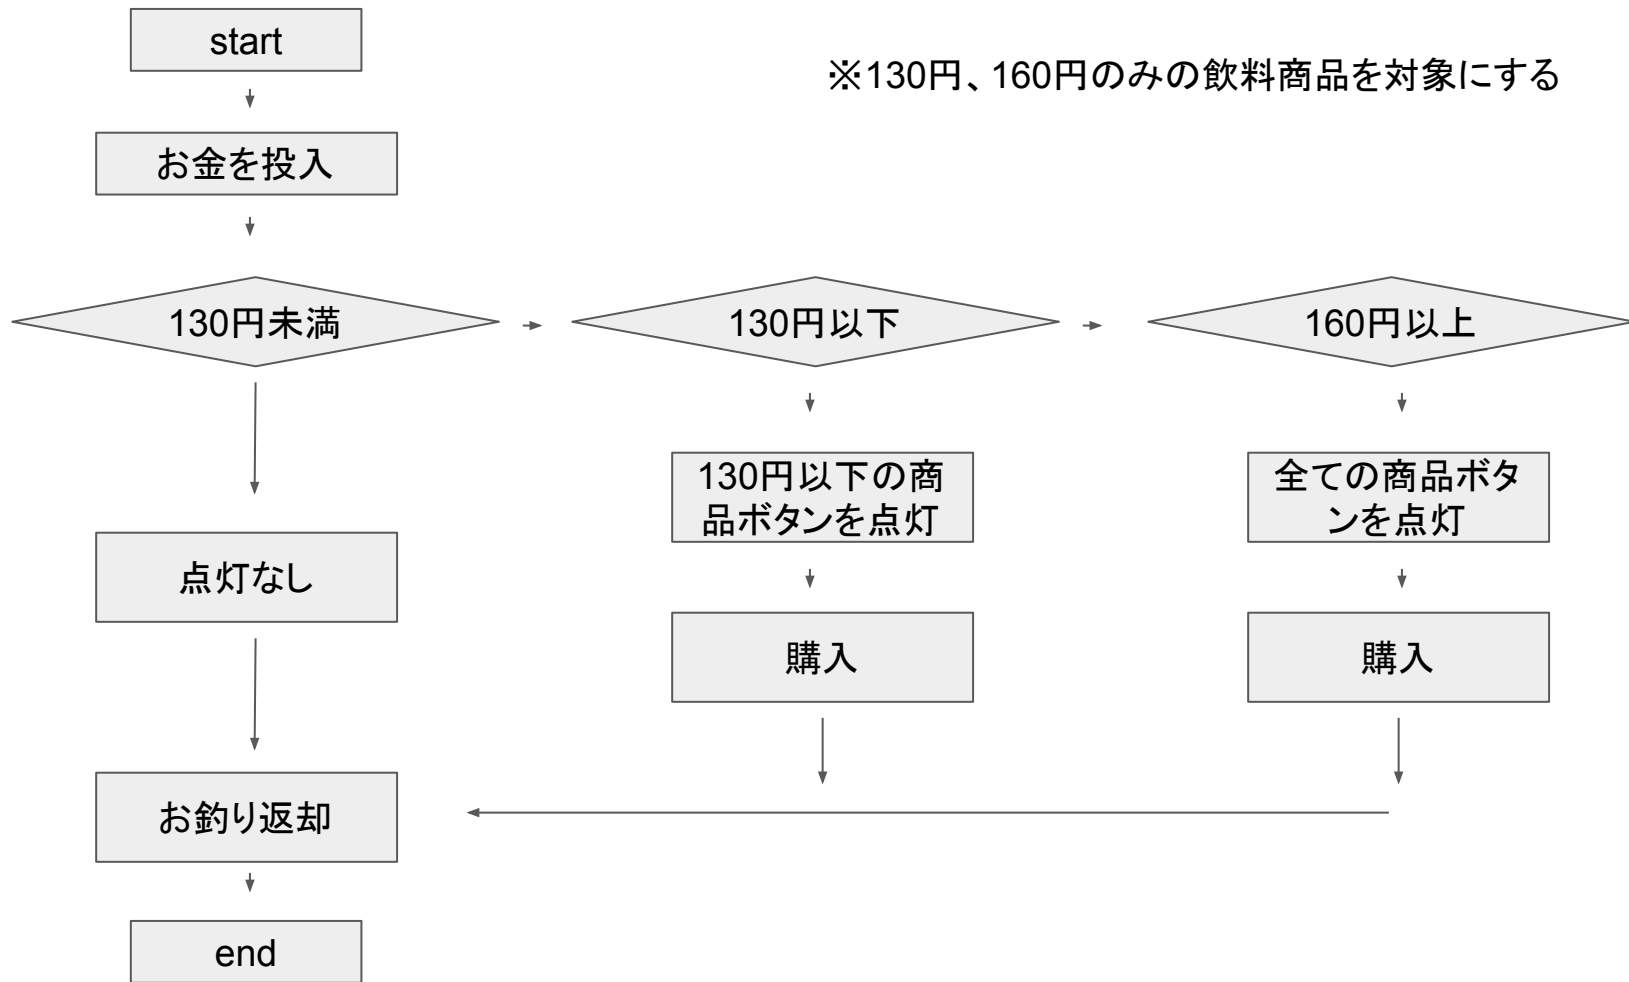 start
※130円、160円のみの飲料商品を対象にする
お金を投入
130円未満
130円以下
160円以上
130円以下の商
品ボタンを点灯
全ての商品ボタ
ンを点灯
点灯なし
購入
購入
お釣り返却
end